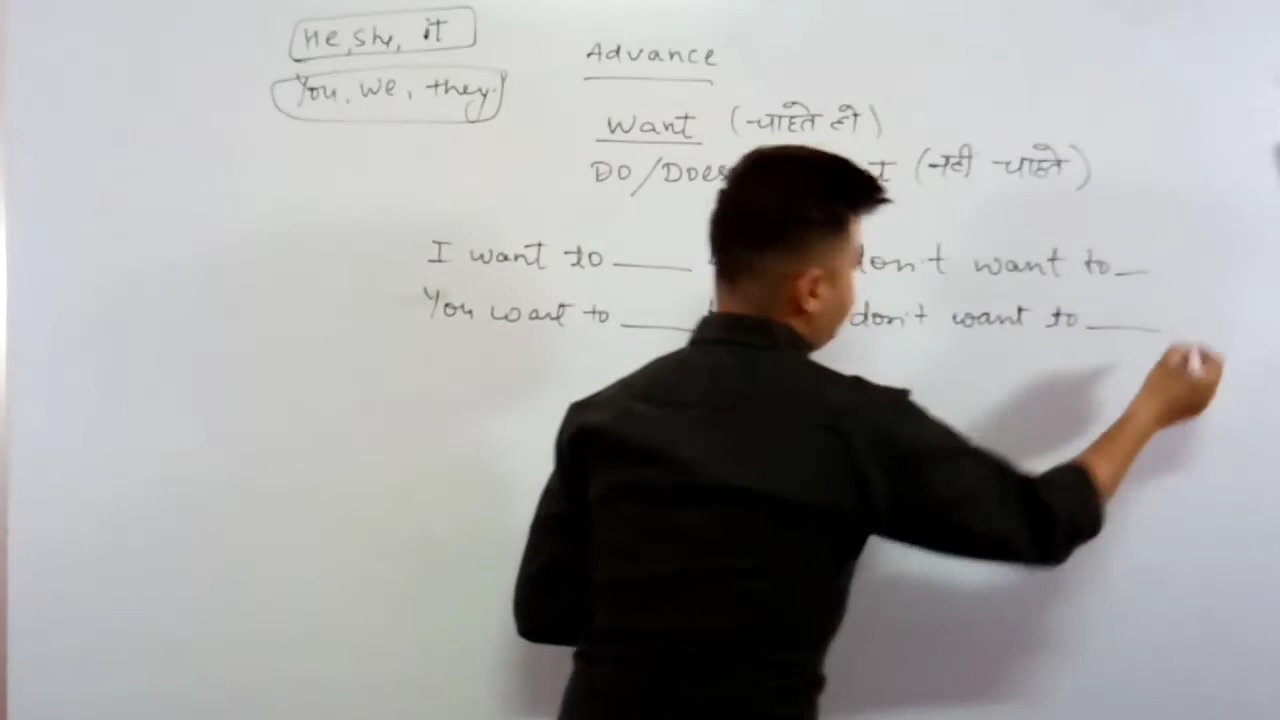 He, she, it
You, we, they.
Advance
Want (चाहते हो)
DO/Does (नही चाहते)
I want to ____ don't want to __
You want to ____ don't want to ____